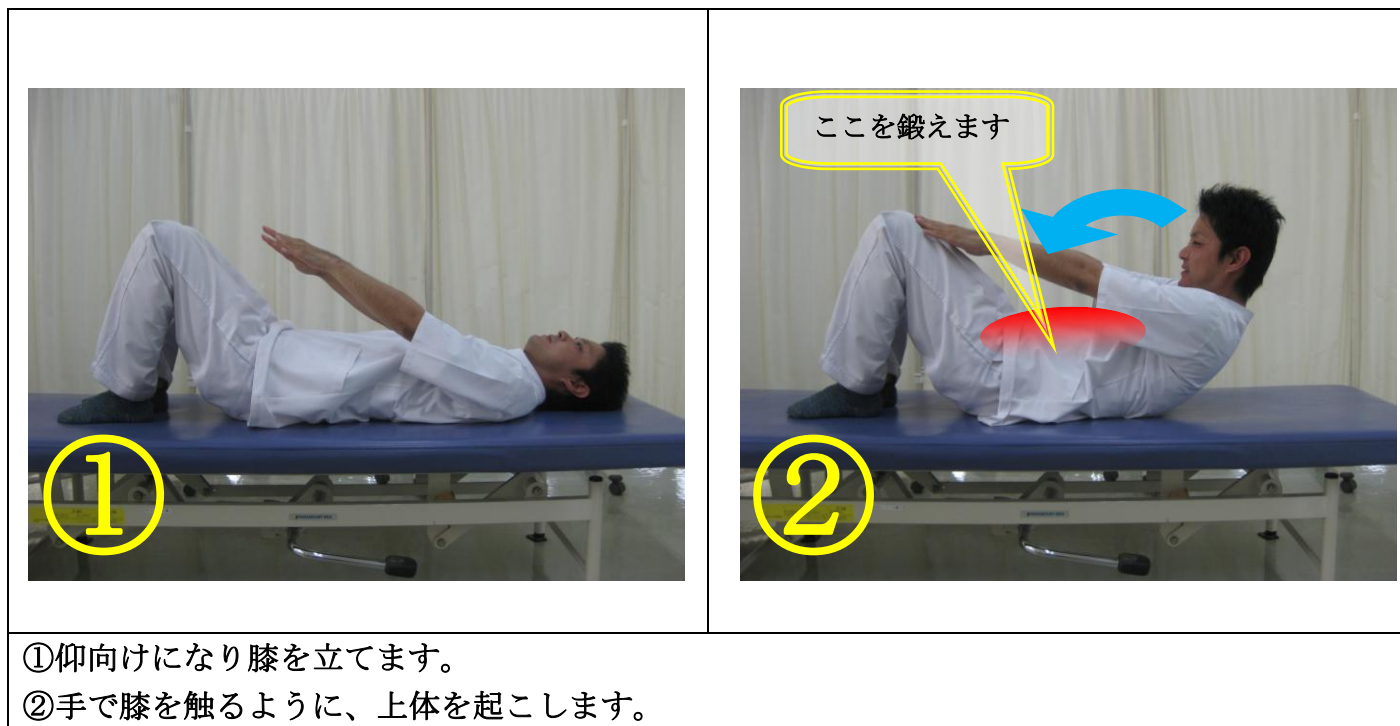 ここを鍛えます
①
②
①仰向けになり膝を立てます。
②手で膝を触るように、上体を起こします。